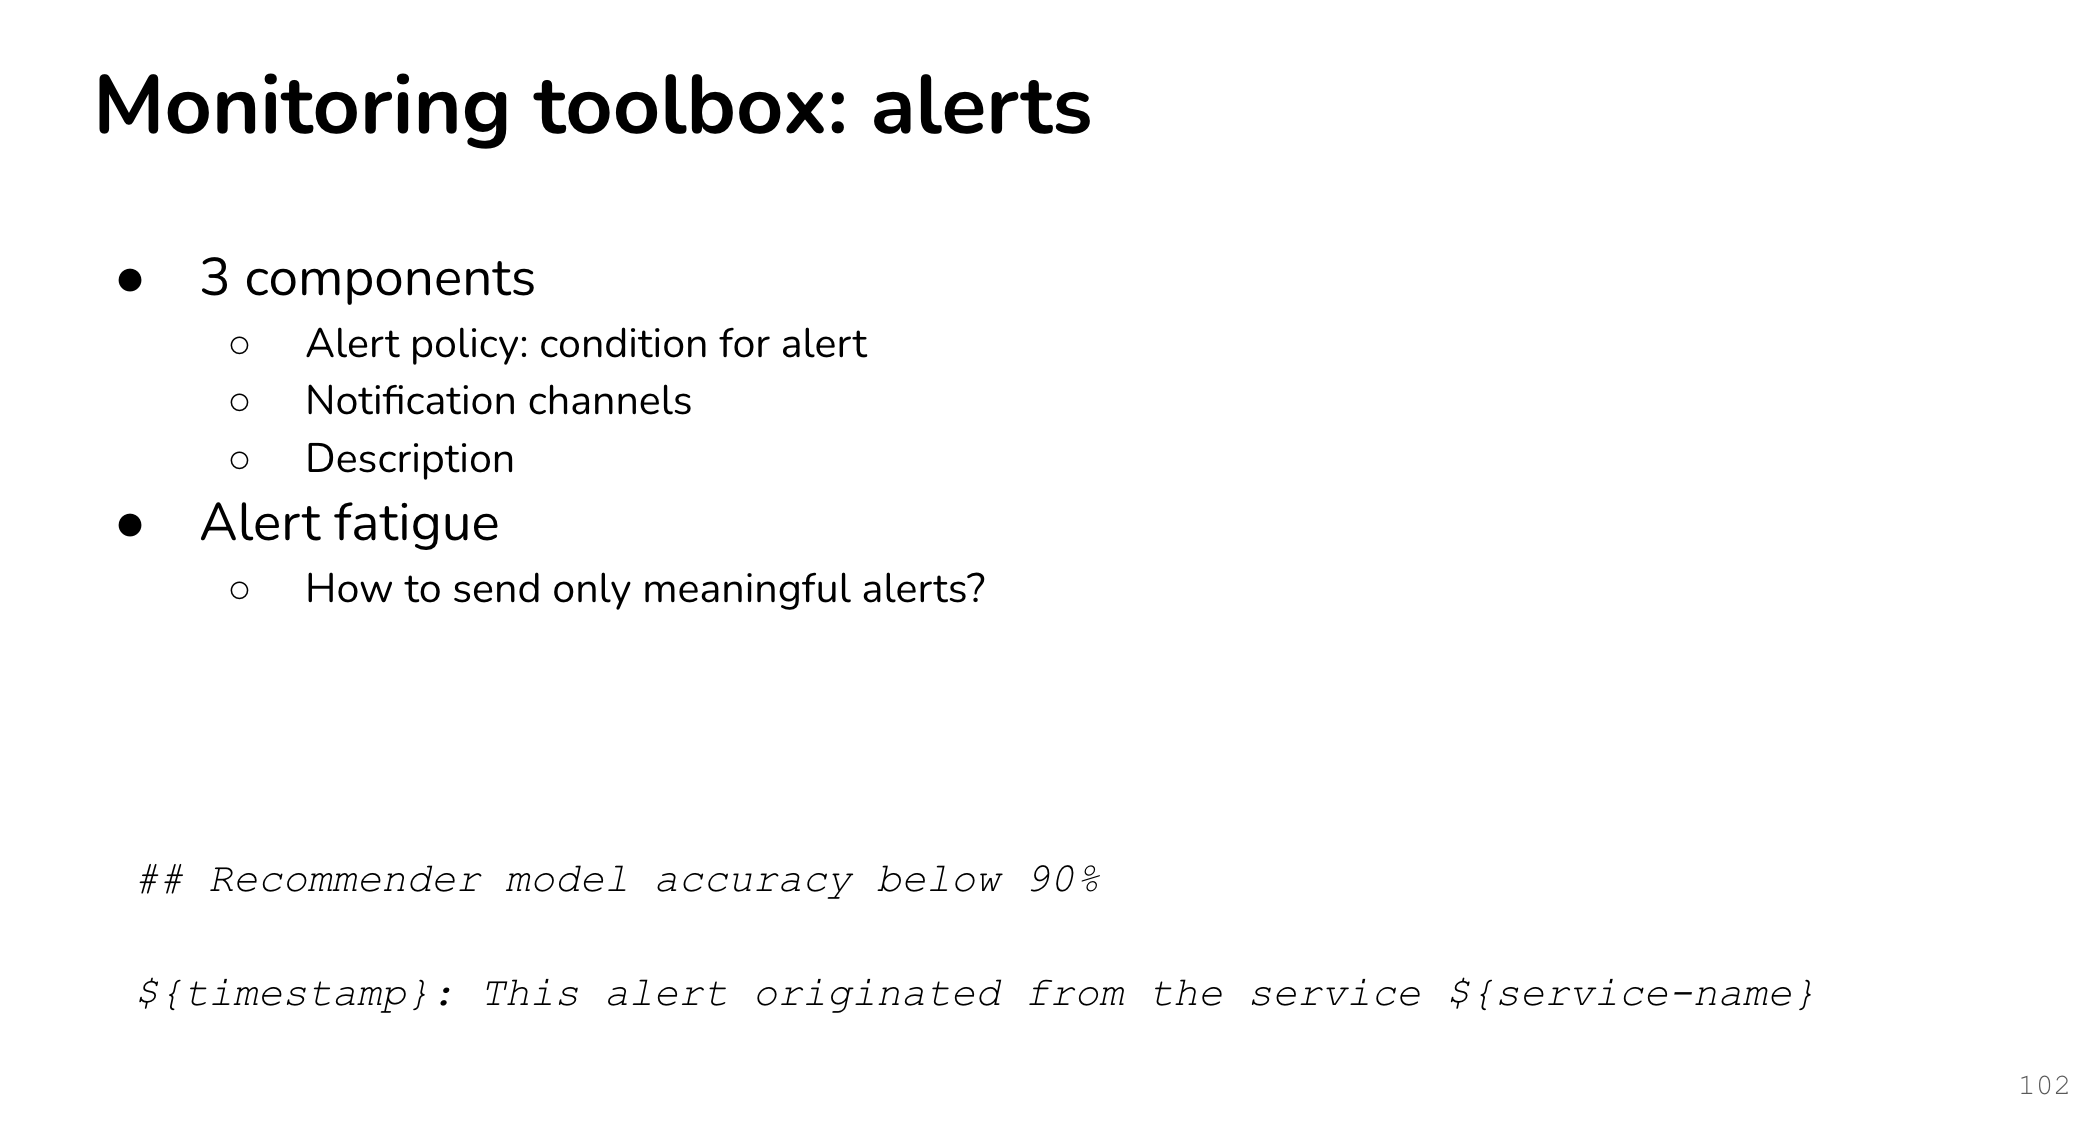 Monitoring toolbox: alerts
● 3 components
○ Alert policy: condition for alert
○ Notification channels
○ Description
● Alert fatigue
○ How to send only meaningful alerts?
## Recommender model accuracy below 90%
${timestamp}: This alert originated from the service ${service-name}
102